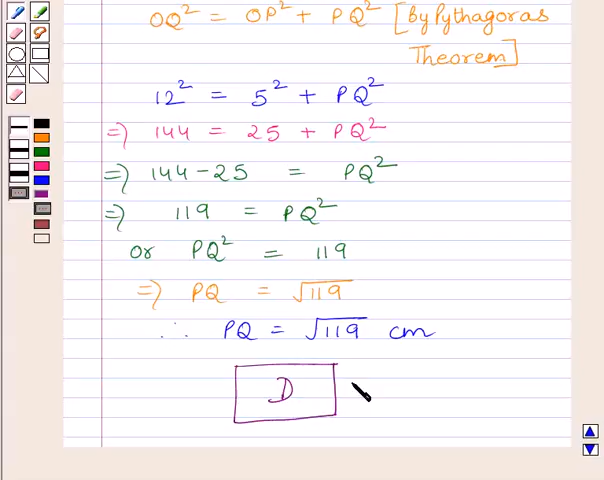 OQ² = OP² + PQ² [By Pythagoras Theorem]
12² = 5² + PQ²
⇒ 144 = 25 + PQ²
⇒ 144 - 25 = PQ²
⇒ 119 = PQ²
or PQ² = 119
⇒ PQ = √119
∴ PQ = √119 cm
D